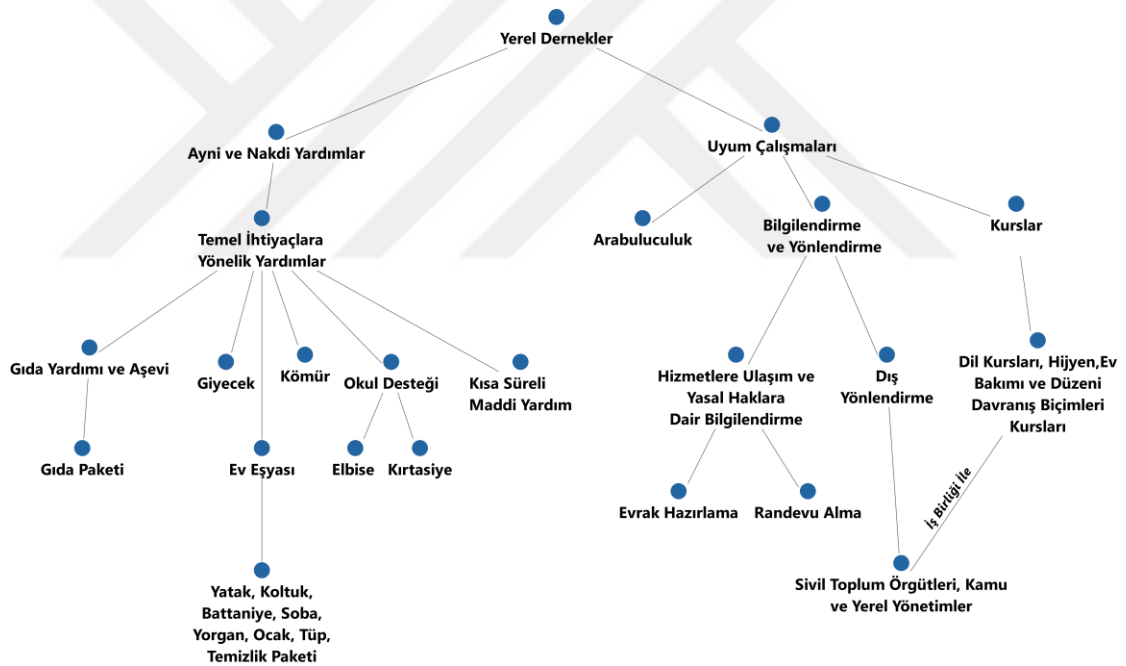 Yerel Dernekler
Ayni ve Nakdi Yardımlar
Uyum Çalışmaları
Temel İhtiyaçlara
Yönelik Yardımlar
Arabuluculuk
Bilgilendirme
ve Yönlendirme
Kurslar
Gıda Yardımı ve Aşevi
Giyecek
Kömür
Okul Desteği
Kısa Süreli
Maddi Yardım
Hizmetlere Ulaşım ve
Yasal Haklara
Dair Bilgilendirme
Dış
Yönlendirme
Dil Kursları, Hijyen,Ev
Bakımı ve Düzeni
Davranış Biçimleri
Kursları
Gıda Paketi
Ev Eşyası
Elbise
Kırtasiye
Evrak Hazırlama
Randevu Alma
İş Birliği İle
Yatak, Koltuk,
Battaniye, Soba,
Yorgan, Ocak, Tüp,
Temizlik Paketi
Sivil Toplum Örgütleri, Kamu
ve Yerel Yönetimler